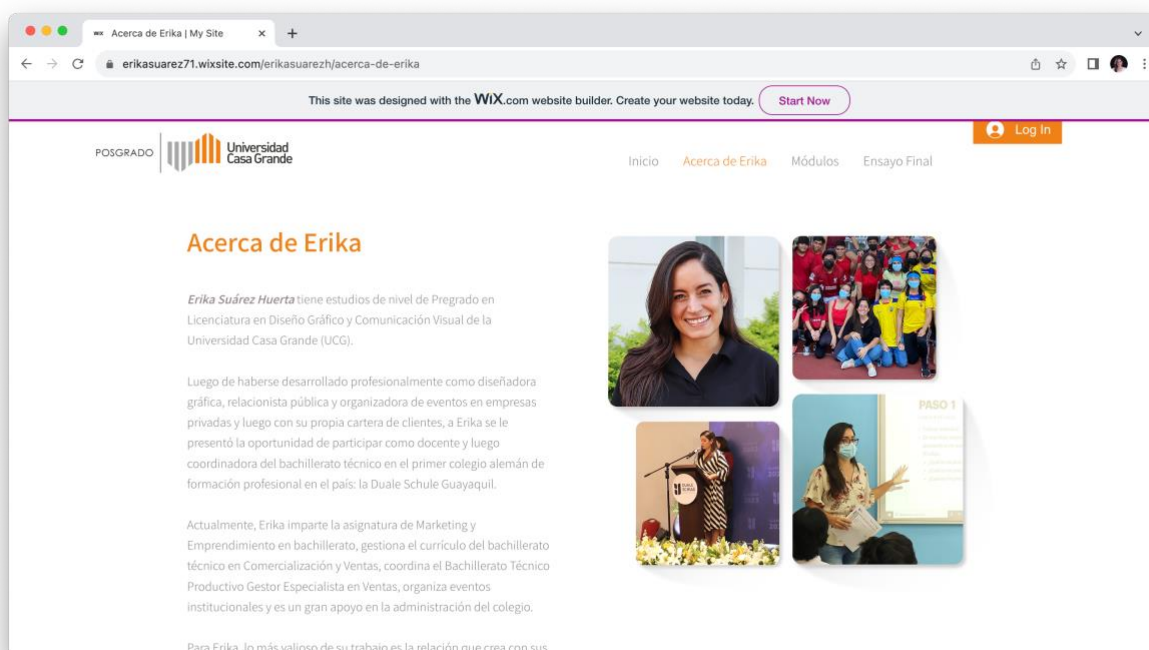 Acerca de Erika | My Site
erikasuarez71.wixsite.com/erikasuarezh/acerca-de-erika
This site was designed with the WiX.com website builder. Create your website today.
Start Now
POSGRADO
Universidad
Casa Grande
Log In
Inicio
Acerca de Erika
Módulos
Ensayo Final
Acerca de Erika
Erika Suárez Huerta tiene estudios de nivel de Pregrado en
Licenciatura en Diseño Gráfico y Comunicación Visual de la
Universidad Casa Grande (UCG).
Luego de haberse desarrollado profesionalmente como diseñadora
gráfica, relacionista pública y organizadora de eventos en empresas
privadas y luego con su propia cartera de clientes, a Erika se le
presentó la oportunidad de participar como docente y luego
coordinadora del bachillerato técnico en el primer colegio alemán de
formación profesional en el país: la Duale Schule Guayaquil.
Actualmente, Erika imparte la asignatura de Marketing y
Emprendimiento en bachillerato, gestiona el currículo del bachillerato
técnico en Comercialización y Ventas, coordina el Bachillerato Técnico
Productivo Gestor Especialista en Ventas, organiza eventos
institucionales y es un gran apoyo en la administración del colegio.
Para Erika, lo más valioso de su trabajo es la relación que crea con sus
PASO 1